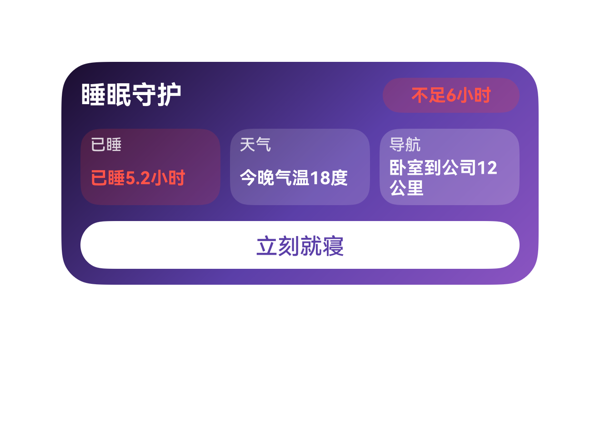 睡眠守护
不足6小时
已睡
已睡5.2小时
天气
今晚气温18度
导航
卧室到公司12
公里
立刻就寝